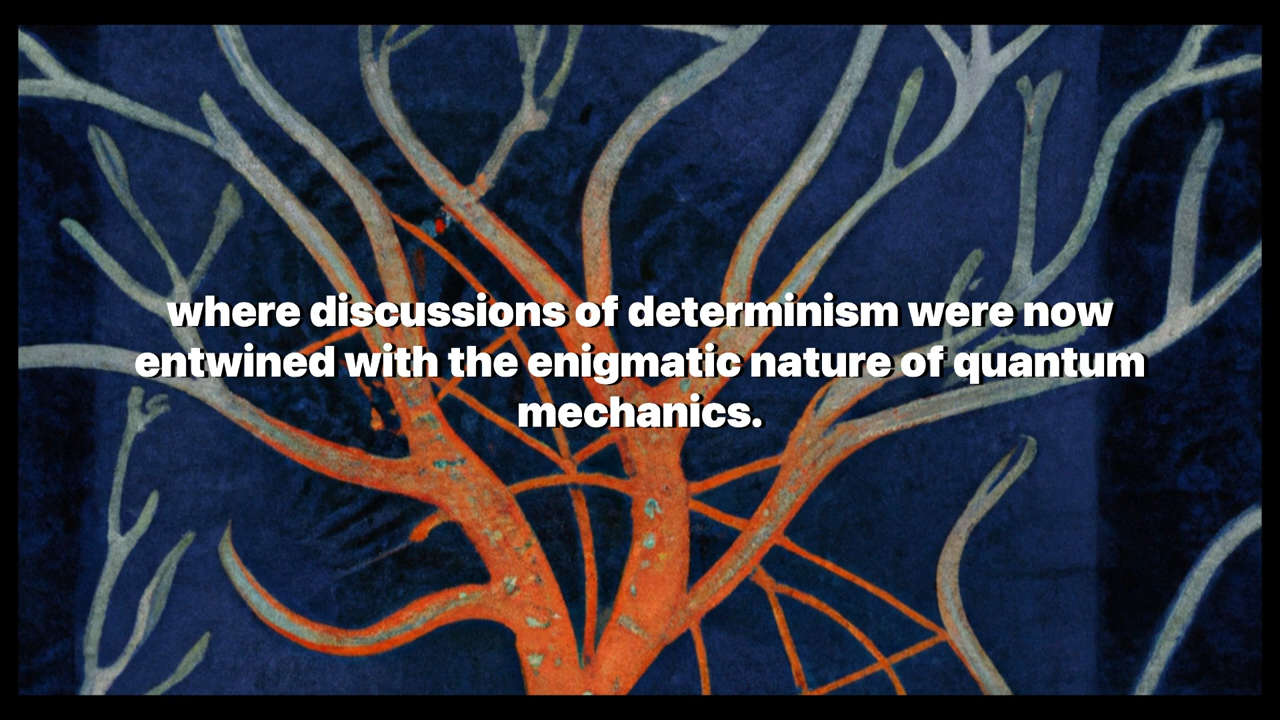 where discussions of determinism were now
entwined with the enigmatic nature of quantum
mechanics.